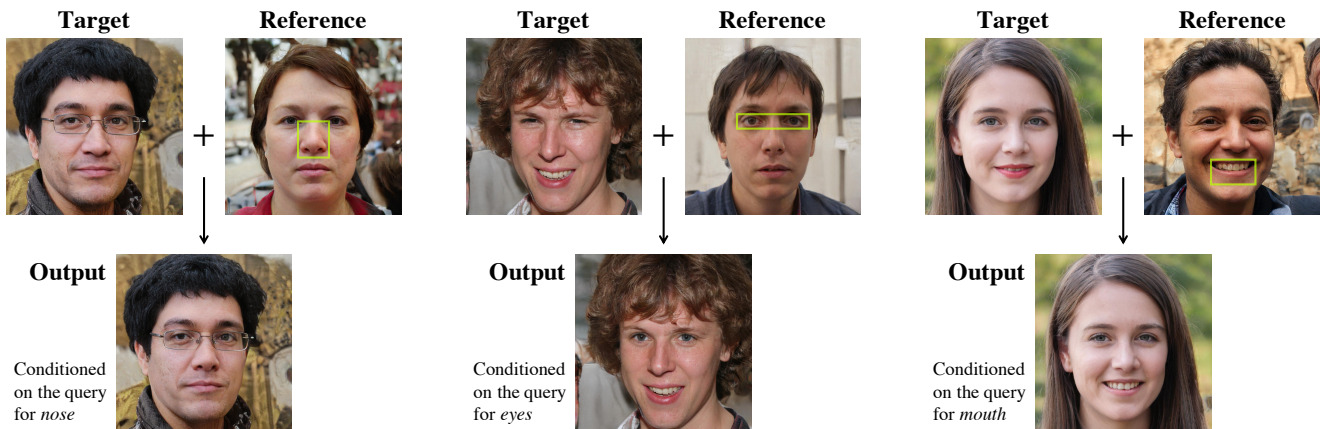 Target Reference
+
Output
Conditioned
on the query
for nose
Target Reference
+
Output
Conditioned
on the query
for eyes
Target Reference
+
Output
Conditioned
on the query
for mouth